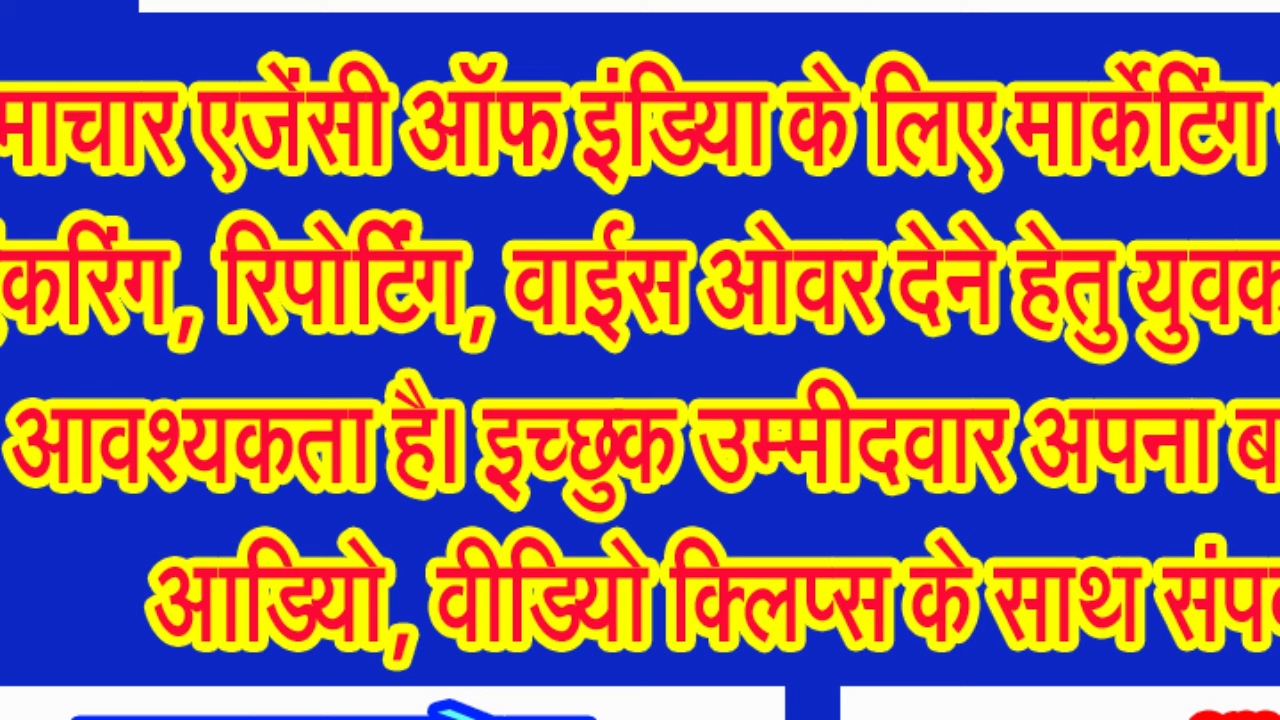 माचार एजेंसी ऑफ इंडिया के लिए मार्केटिंग
करिंग, रिपोर्टिंग, वाईस ओवर देने हेतु युवक
आवश्यकता है। इच्छुक उम्मीदवार अपना ब
आडियो, वीडियो क्लिप्स के साथ संप